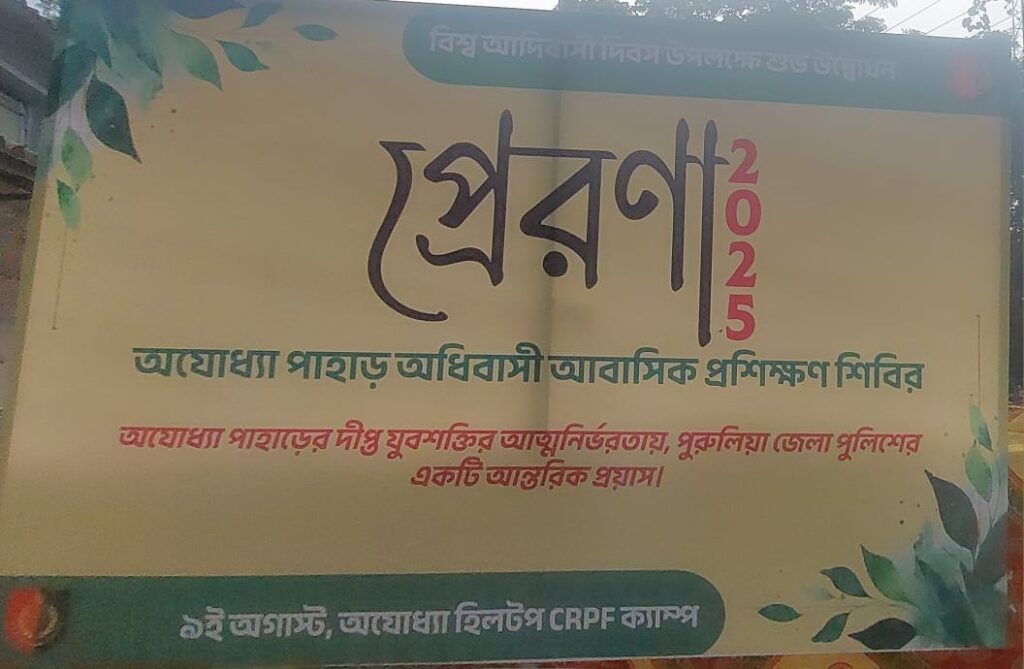 বিশ্ব আদিবাসী দিবস উপলক্ষে শুভ উদ্বোধন
প্রেরণা
2025
অযোধ্যা পাহাড় অধিবাসী আবাসিক প্রশিক্ষণ শিবির
অযোধ্যা পাহাড়ের দীপ্ত যুবশক্তির আত্মনির্ভরতায়, পুরুলিয়া জেলা পুলিশের
একটি আন্তরিক প্রয়াস।
৯ই অগাস্ট, অযোধ্যা হিলটপ CRPF ক্যাম্প